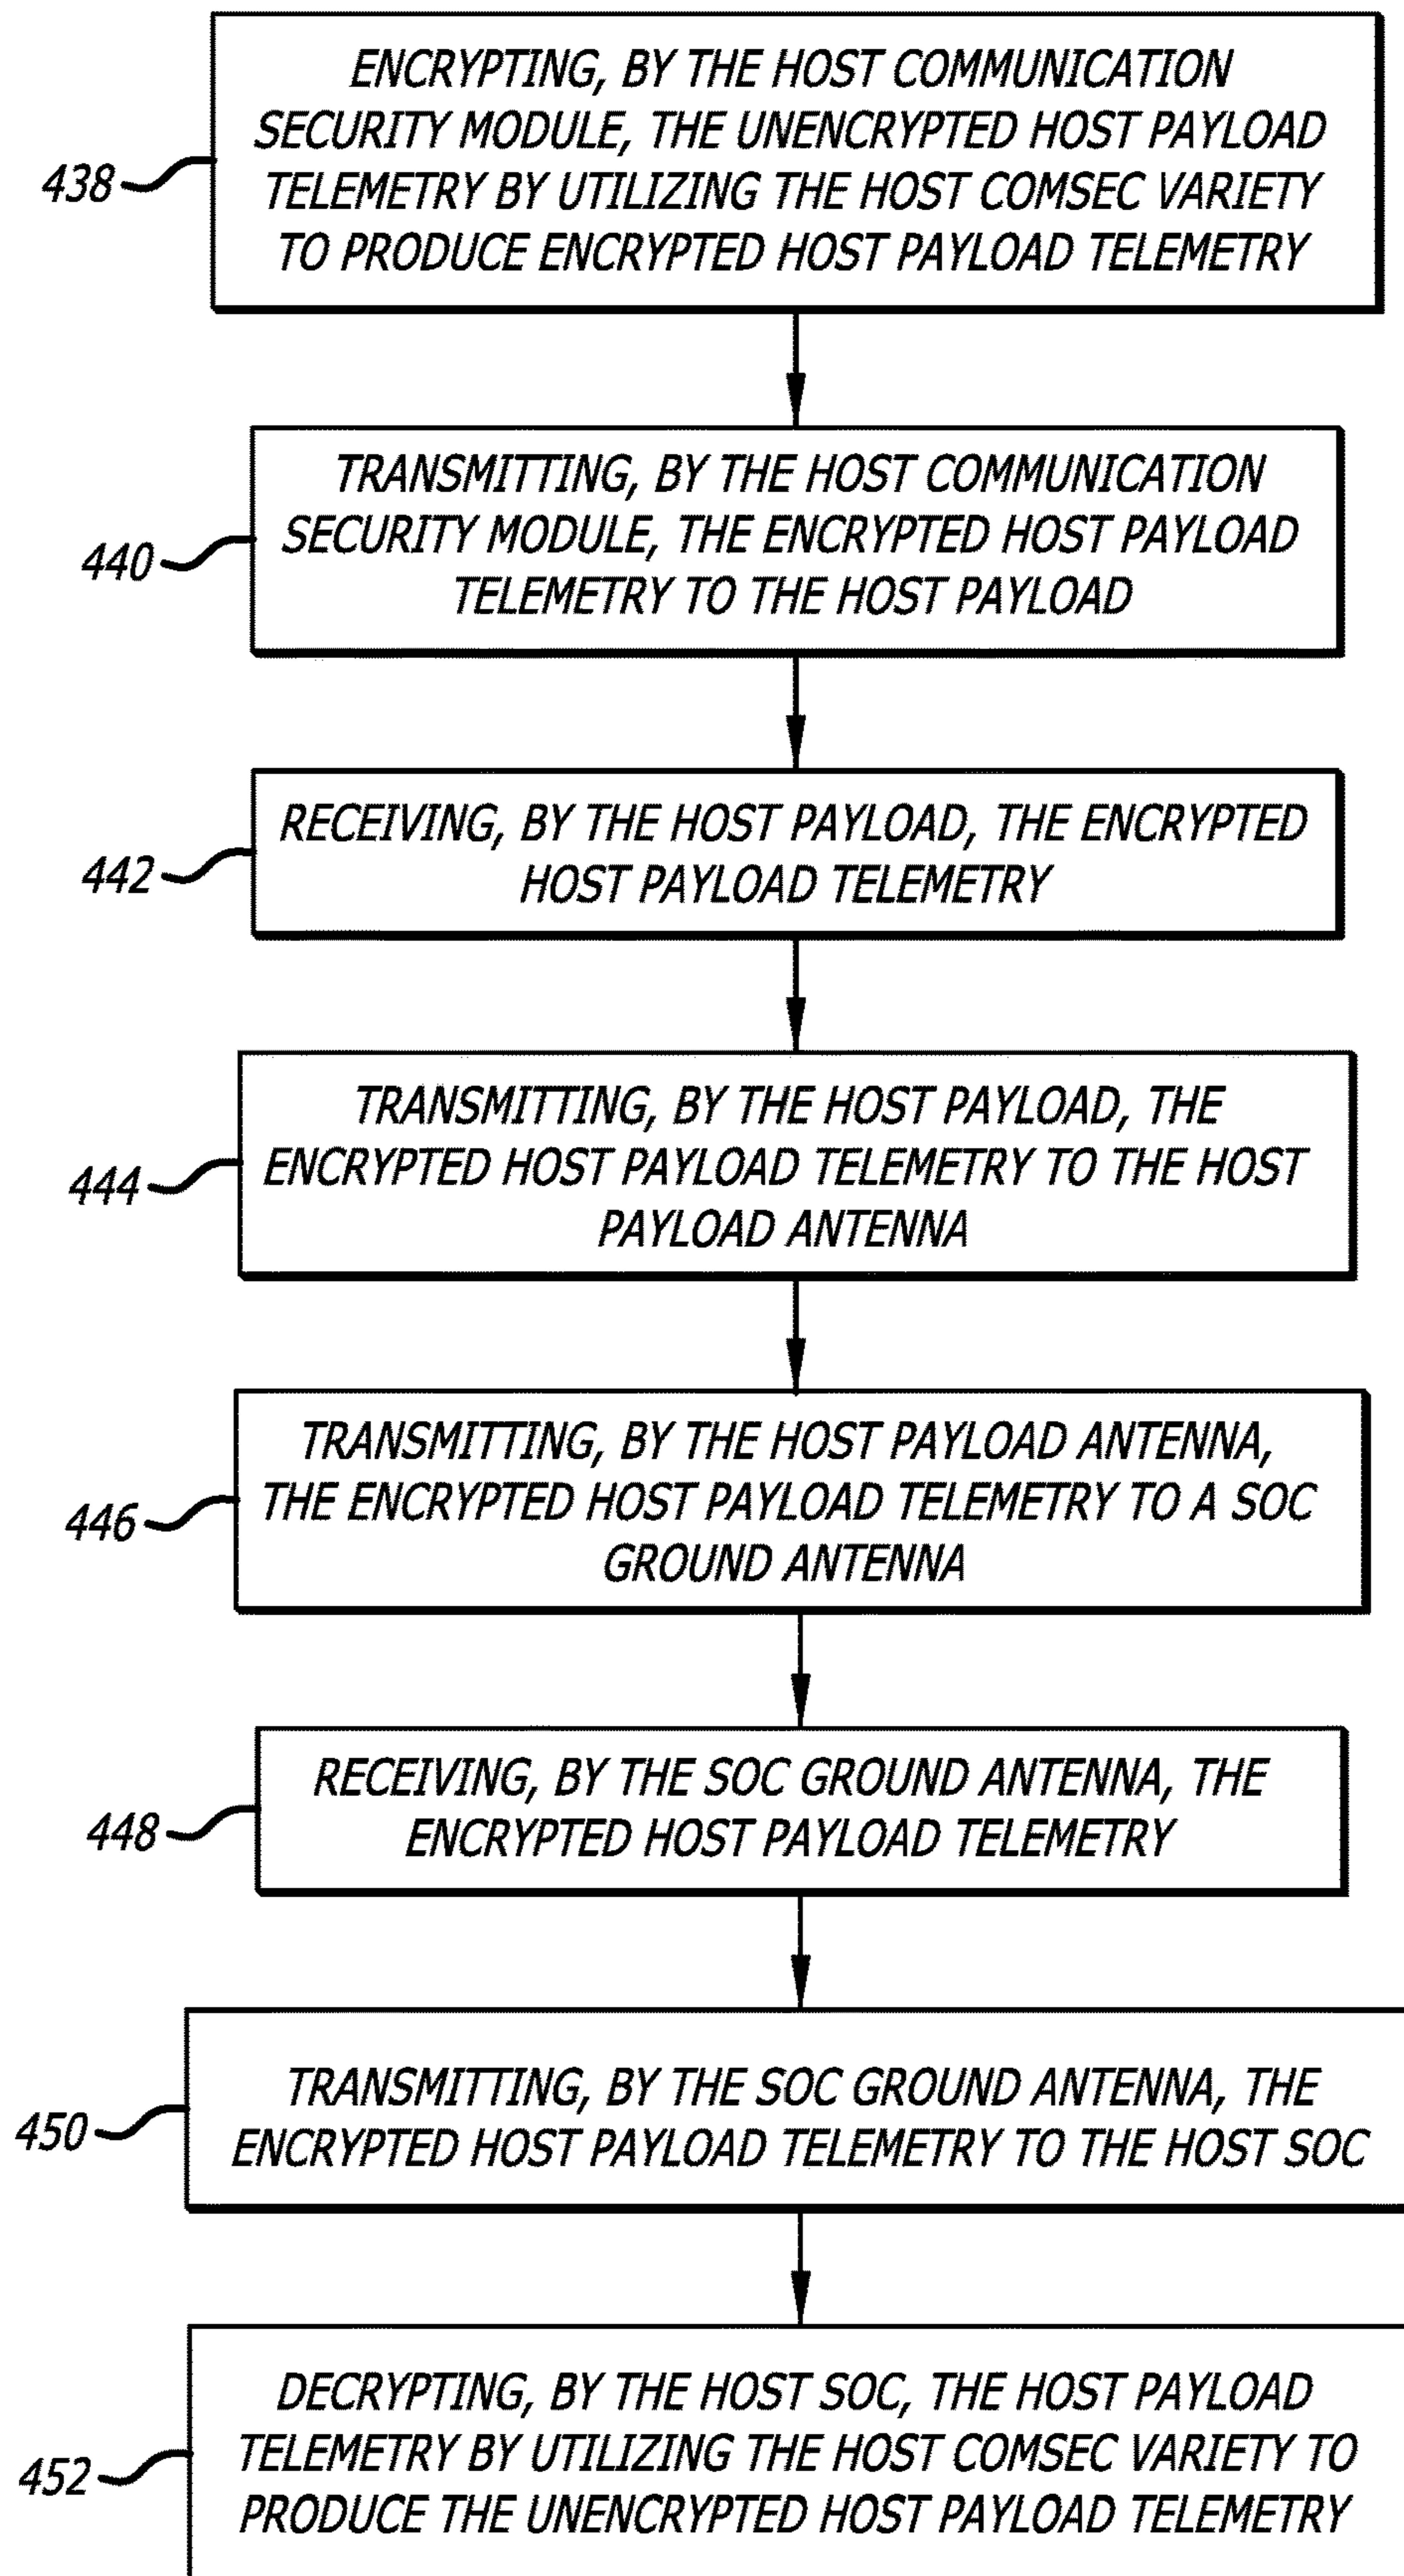 ENCRYPTING, BY THE HOST COMMUNICATION
SECURITY MODULE, THE UNENCRYPTED HOST PAYLOAD
TELEMETRY BY UTILIZING THE HOST COMSEC VARIETY
TO PRODUCE ENCRYPTED HOST PAYLOAD TELEMETRY
438
TRANSMITTING, BY THE HOST COMMUNICATION
SECURITY MODULE, THE ENCRYPTED HOST PAYLOAD
TELEMETRY TO THE HOST PAYLOAD
440
RECEIVING, BY THE HOST PAYLOAD, THE ENCRYPTED
HOST PAYLOAD TELEMETRY
442
TRANSMITTING, BY THE HOST PAYLOAD, THE
ENCRYPTED HOST PAYLOAD TELEMETRY TO THE HOST
PAYLOAD ANTENNA
444
TRANSMITTING, BY THE HOST PAYLOAD ANTENNA,
THE ENCRYPTED HOST PAYLOAD TELEMETRY TO A SOC
GROUND ANTENNA
446
RECEIVING, BY THE SOC GROUND ANTENNA, THE
ENCRYPTED HOST PAYLOAD TELEMETRY
448
TRANSMITTING, BY THE SOC GROUND ANTENNA, THE
ENCRYPTED HOST PAYLOAD TELEMETRY TO THE HOST SOC
450
DECRYPTING, BY THE HOST SOC, THE HOST PAYLOAD
TELEMETRY BY UTILIZING THE HOST COMSEC VARIETY TO
PRODUCE THE UNENCRYPTED HOST PAYLOAD TELEMETRY
452